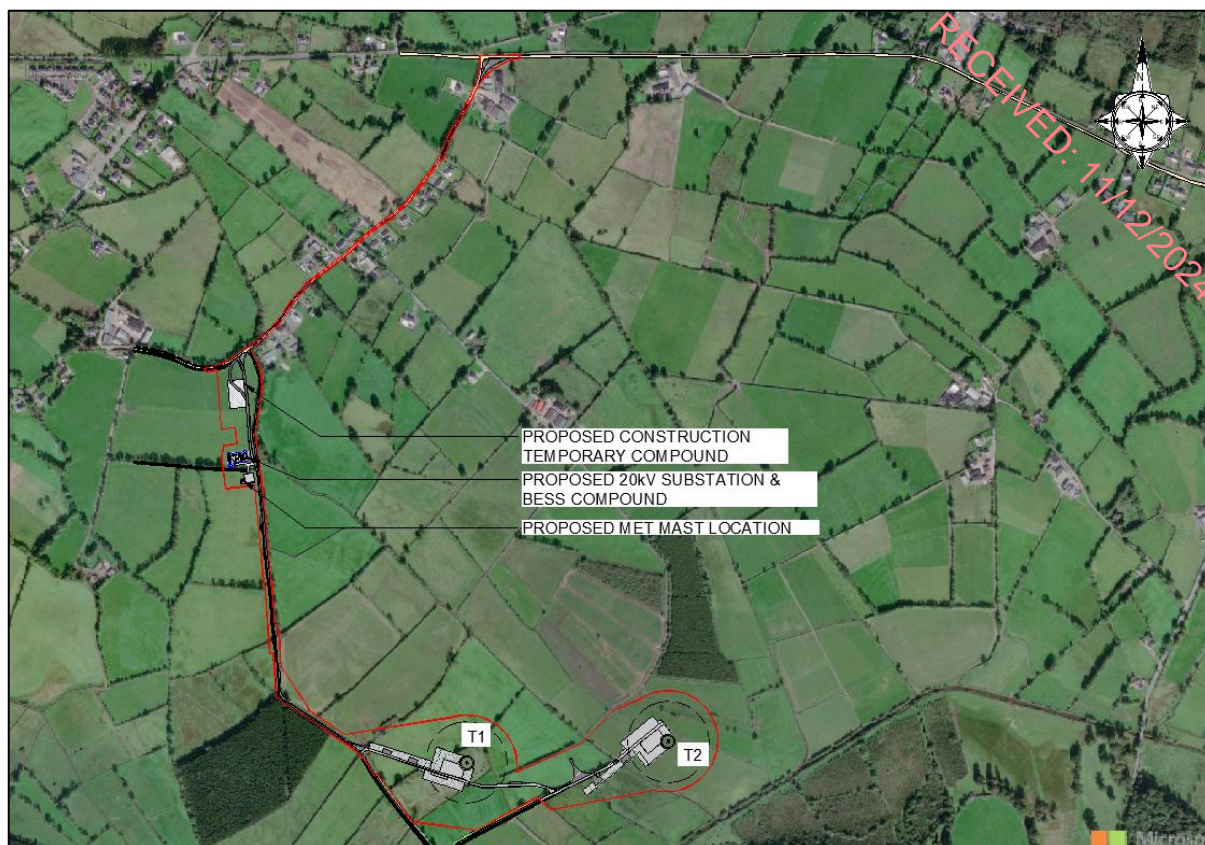 RECEIVED: 11/12/2024
N
PROPOSED CONSTRUCTION
TEMPORARY COMPOUND
PROPOSED 20kV SUBSTATION &
BESS COMPOUND
PROPOSED MET MAST LOCATION
T1
T2